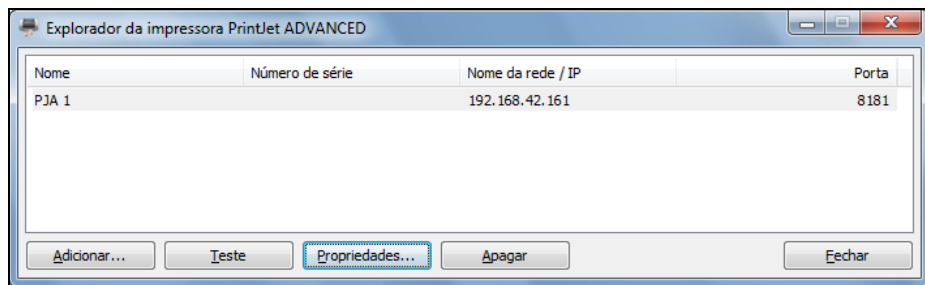 Explorador da impressora PrintJet ADVANCED
Nome Número de série Nome da rede / IP Porta
PJA 1 192.168.42.161 8181
Adicionar... Teste Propriedades... Apagar Fechar